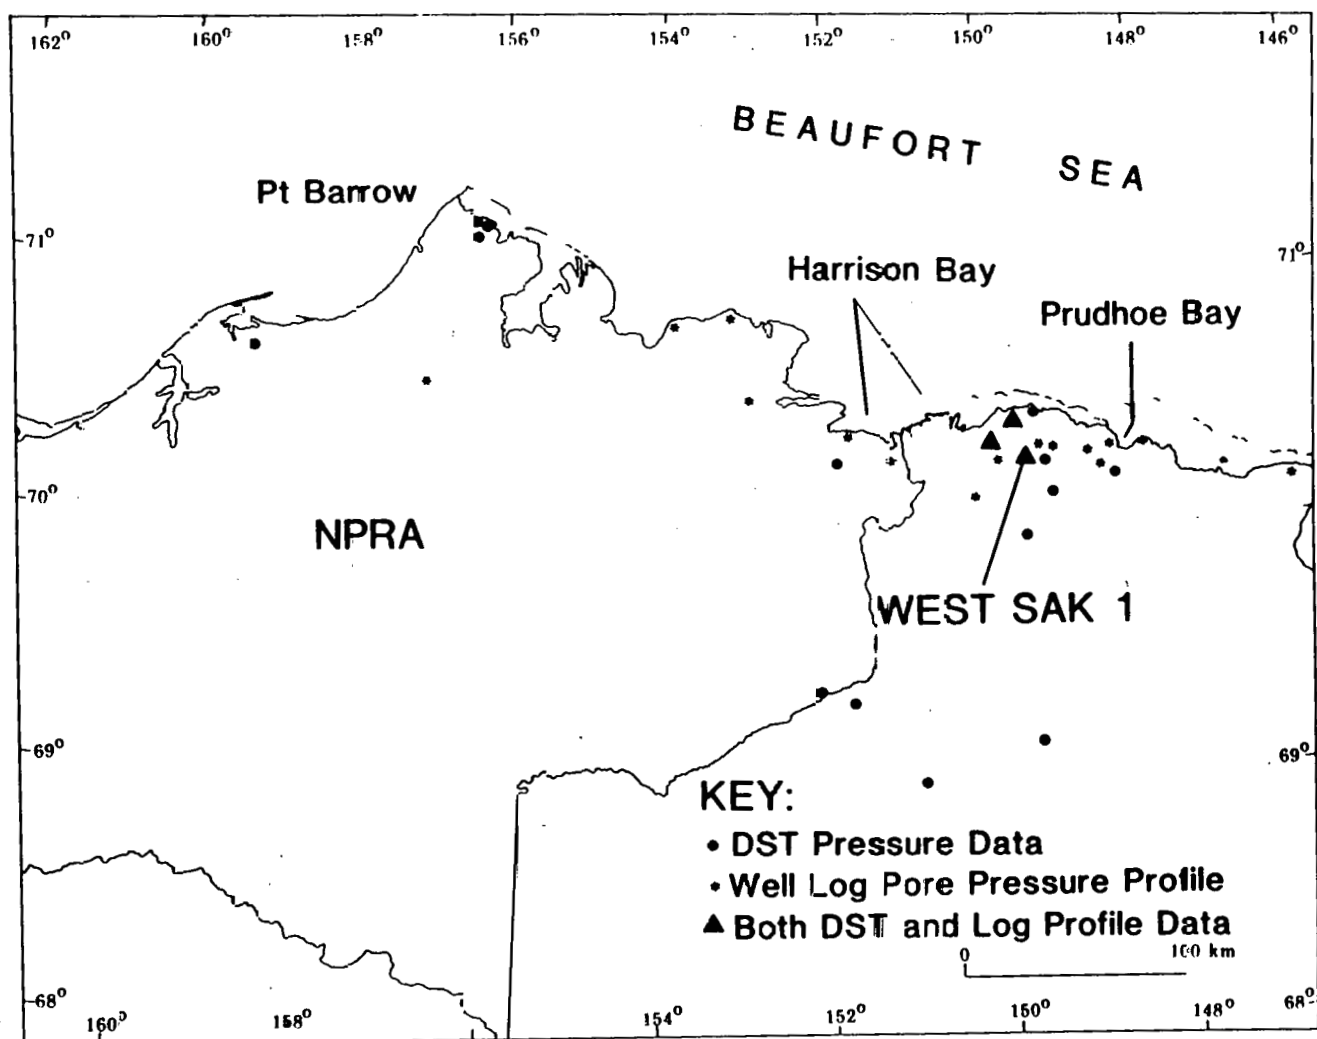 162° 160° 158° 156° 154° 152° 150° 148° 146°
BEAUFORT SEA
Pt Barrow
71° 71°
Harrison Bay
Prudhoe Bay
70°
NPRA
WEST SAK 1
69° 69°
KEY:
• DST Pressure Data
* Well Log Pore Pressure Profile
▲ Both DST and Log Profile Data
0 100 km
68° 68°
160° 158° 154° 152° 150° 148°